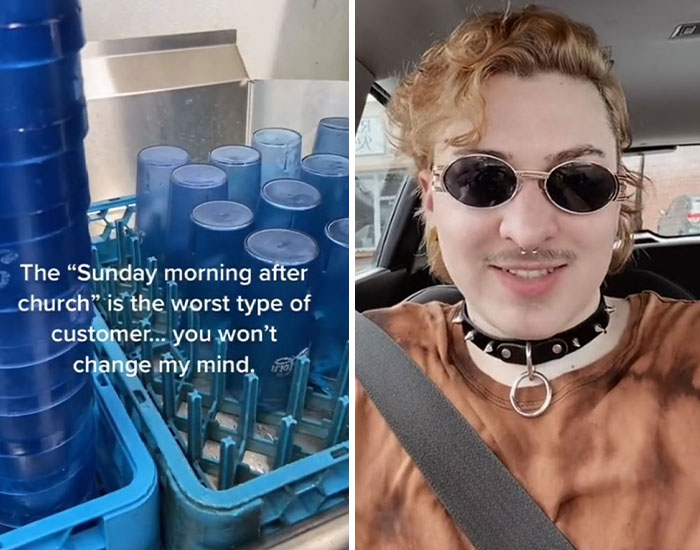 The “Sunday morning after
church” is the worst type of
customer... you won’t
change my mind.